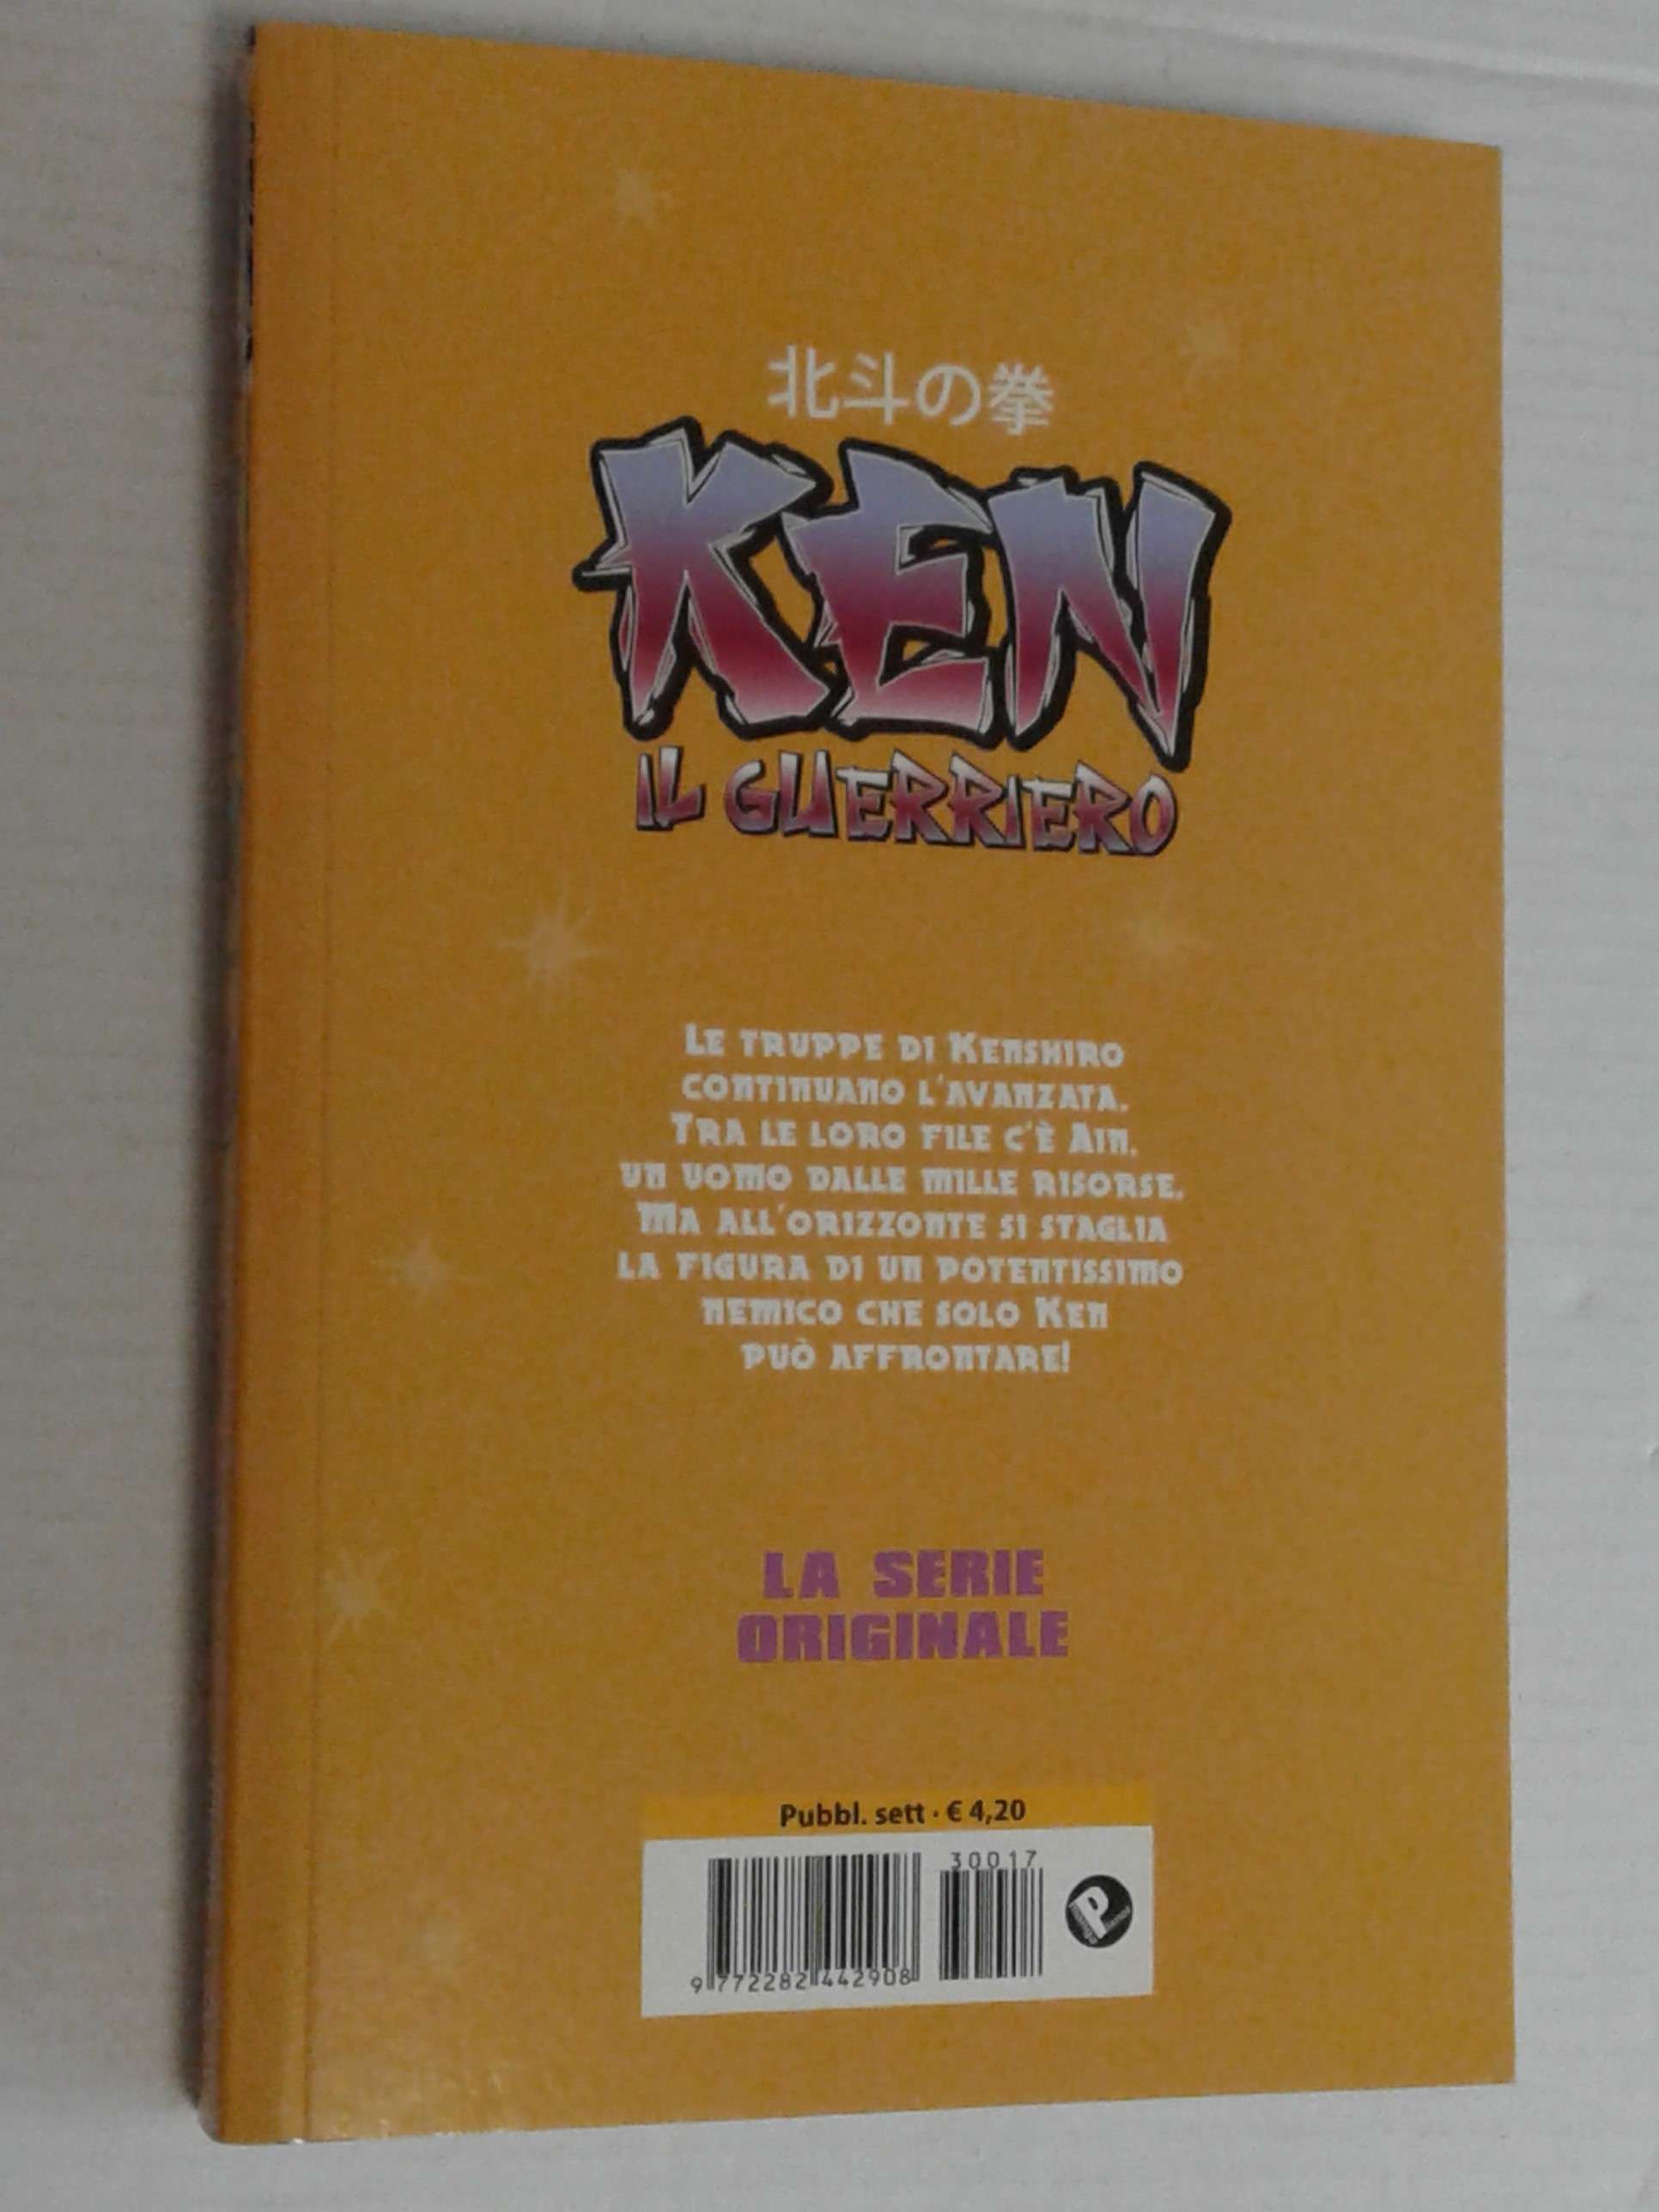 北斗の拳
KEN
IL GUERRIERO
LE TRUPPE DI KENSHIRO
CONTINUANO L'AVANZATA.
TRA LE LORO FILE C'È AIN,
UN UOMO DALLE MILLE RISORSE.
MA ALL'ORIZZONTE SI STAGLIA
LA FIGURA DI UN POTENTISSIMO
NEMICO CHE SOLO KEN
PUÒ AFFRONTARE!
LA SERIE
ORIGINALE
Pubbl. sett · € 4,20
30017
9 772282 442908
P